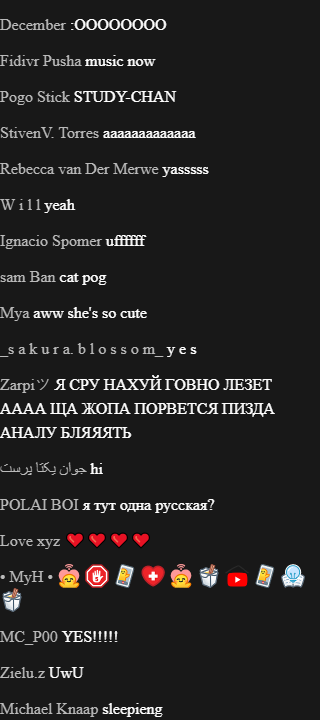 December :OOOOOOOO
Fidivr Pusha music now
Pogo Stick STUDY-CHAN
StivenV. Torres aaaaaaaaaaaaa
Rebecca van Der Merwe yasssss
W i l l yeah
Ignacio Spomer uffffff
sam Ban cat pog
Mya aww she's so cute
_s a k u r a. b l o s s o m_ y e s
Zarpiツ Я СРУ НАХУЙ ГОВНО ЛЕЗЕТ
АААА ЩА ЖОПА ПОРВЕТСЯ ПИЗДА
АНАЛУ БЛЯЯЯТЬ
جوان یکتا پرست hi
POLAI BOI я тут одна русская?
Love xyz ❤❤❤❤
• MyH •
MC_P00 YES!!!!!
Zielu.z UwU
Michael Knaap sleepieng